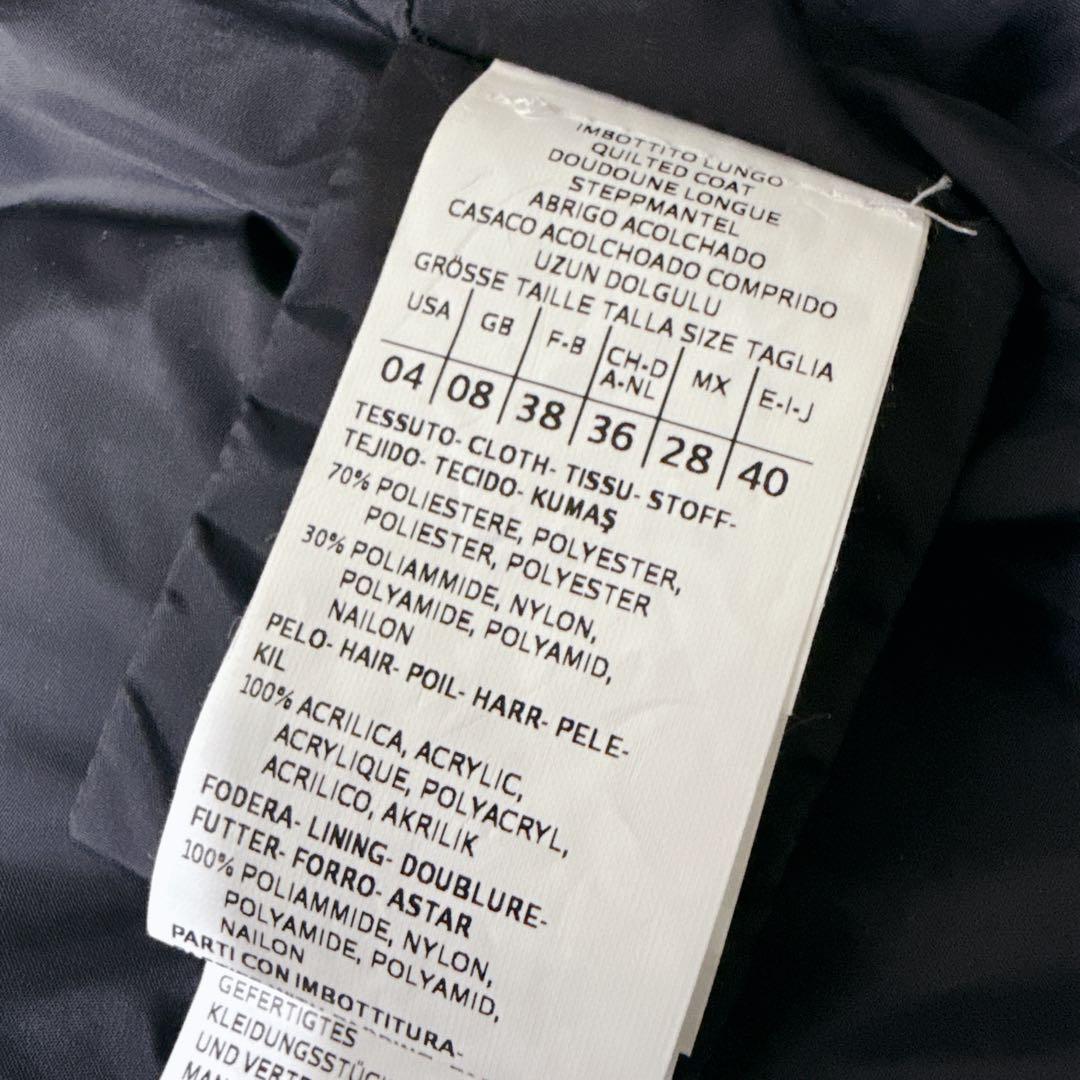 IMBOTTITO LUNGO
QUILTED COAT
DOUDOUNE LONGUE
STEPPMANTEL
ABRIGO ACOLCHADO
CASACO ACOLCHOADO COMPRIDO
UZUN DOLGULU
GRÖSSE TAILLE TALLA SIZE TAGLIA
USA GB F-B CH-D A-NL MX E-I-J
04 08 38 36 28 40
TESSUTO- CLOTH- TISSU- STOFF-
TEJIDO- TECIDO- KUMAŞ
70% POLIESTERE, POLYESTER,
POLIESTER, POLYESTER
30% POLIAMMIDE, NYLON,
POLYAMIDE, POLYAMID,
NAILON
PELO- HAIR- POIL- HARR- PELE-
KIL
100% ACRILICA, ACRYLIC,
ACRYLIQUE, POLYACRYL,
ACRILICO, AKRILIK
FODERA- LINING- DOUBLURE-
FUTTER- FORRO- ASTAR
100% POLIAMMIDE, NYLON,
POLYAMIDE, POLYAMID,
NAILON
PARTI CON IMBOTTITURA-
GEFERTIGTES
UND